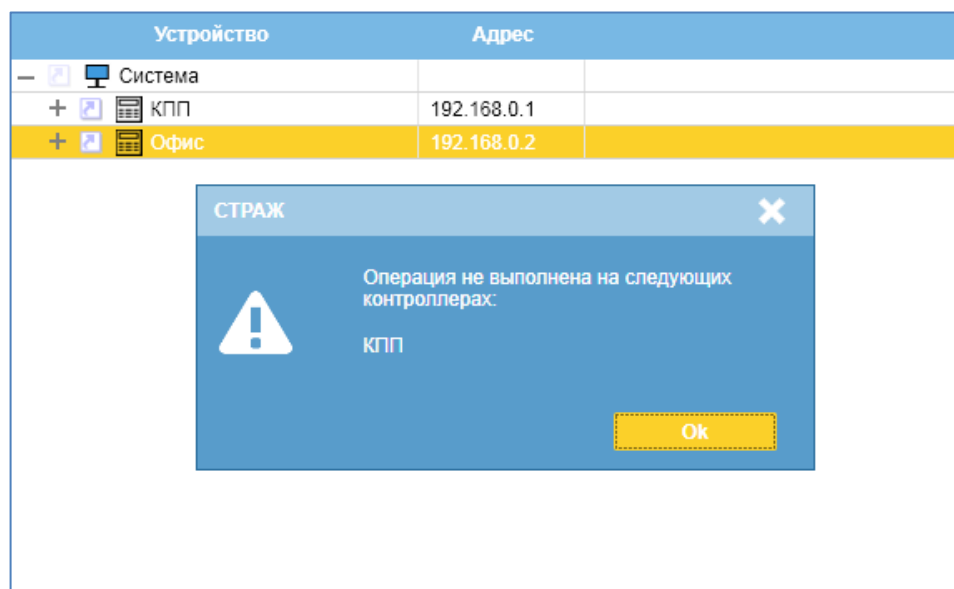 Устройство Адрес
Система
КПП 192.168.0.1
Офис 192.168.0.2
СТРАЖ
Операция не выполнена на следующих
контроллерах:
КПП
Ok